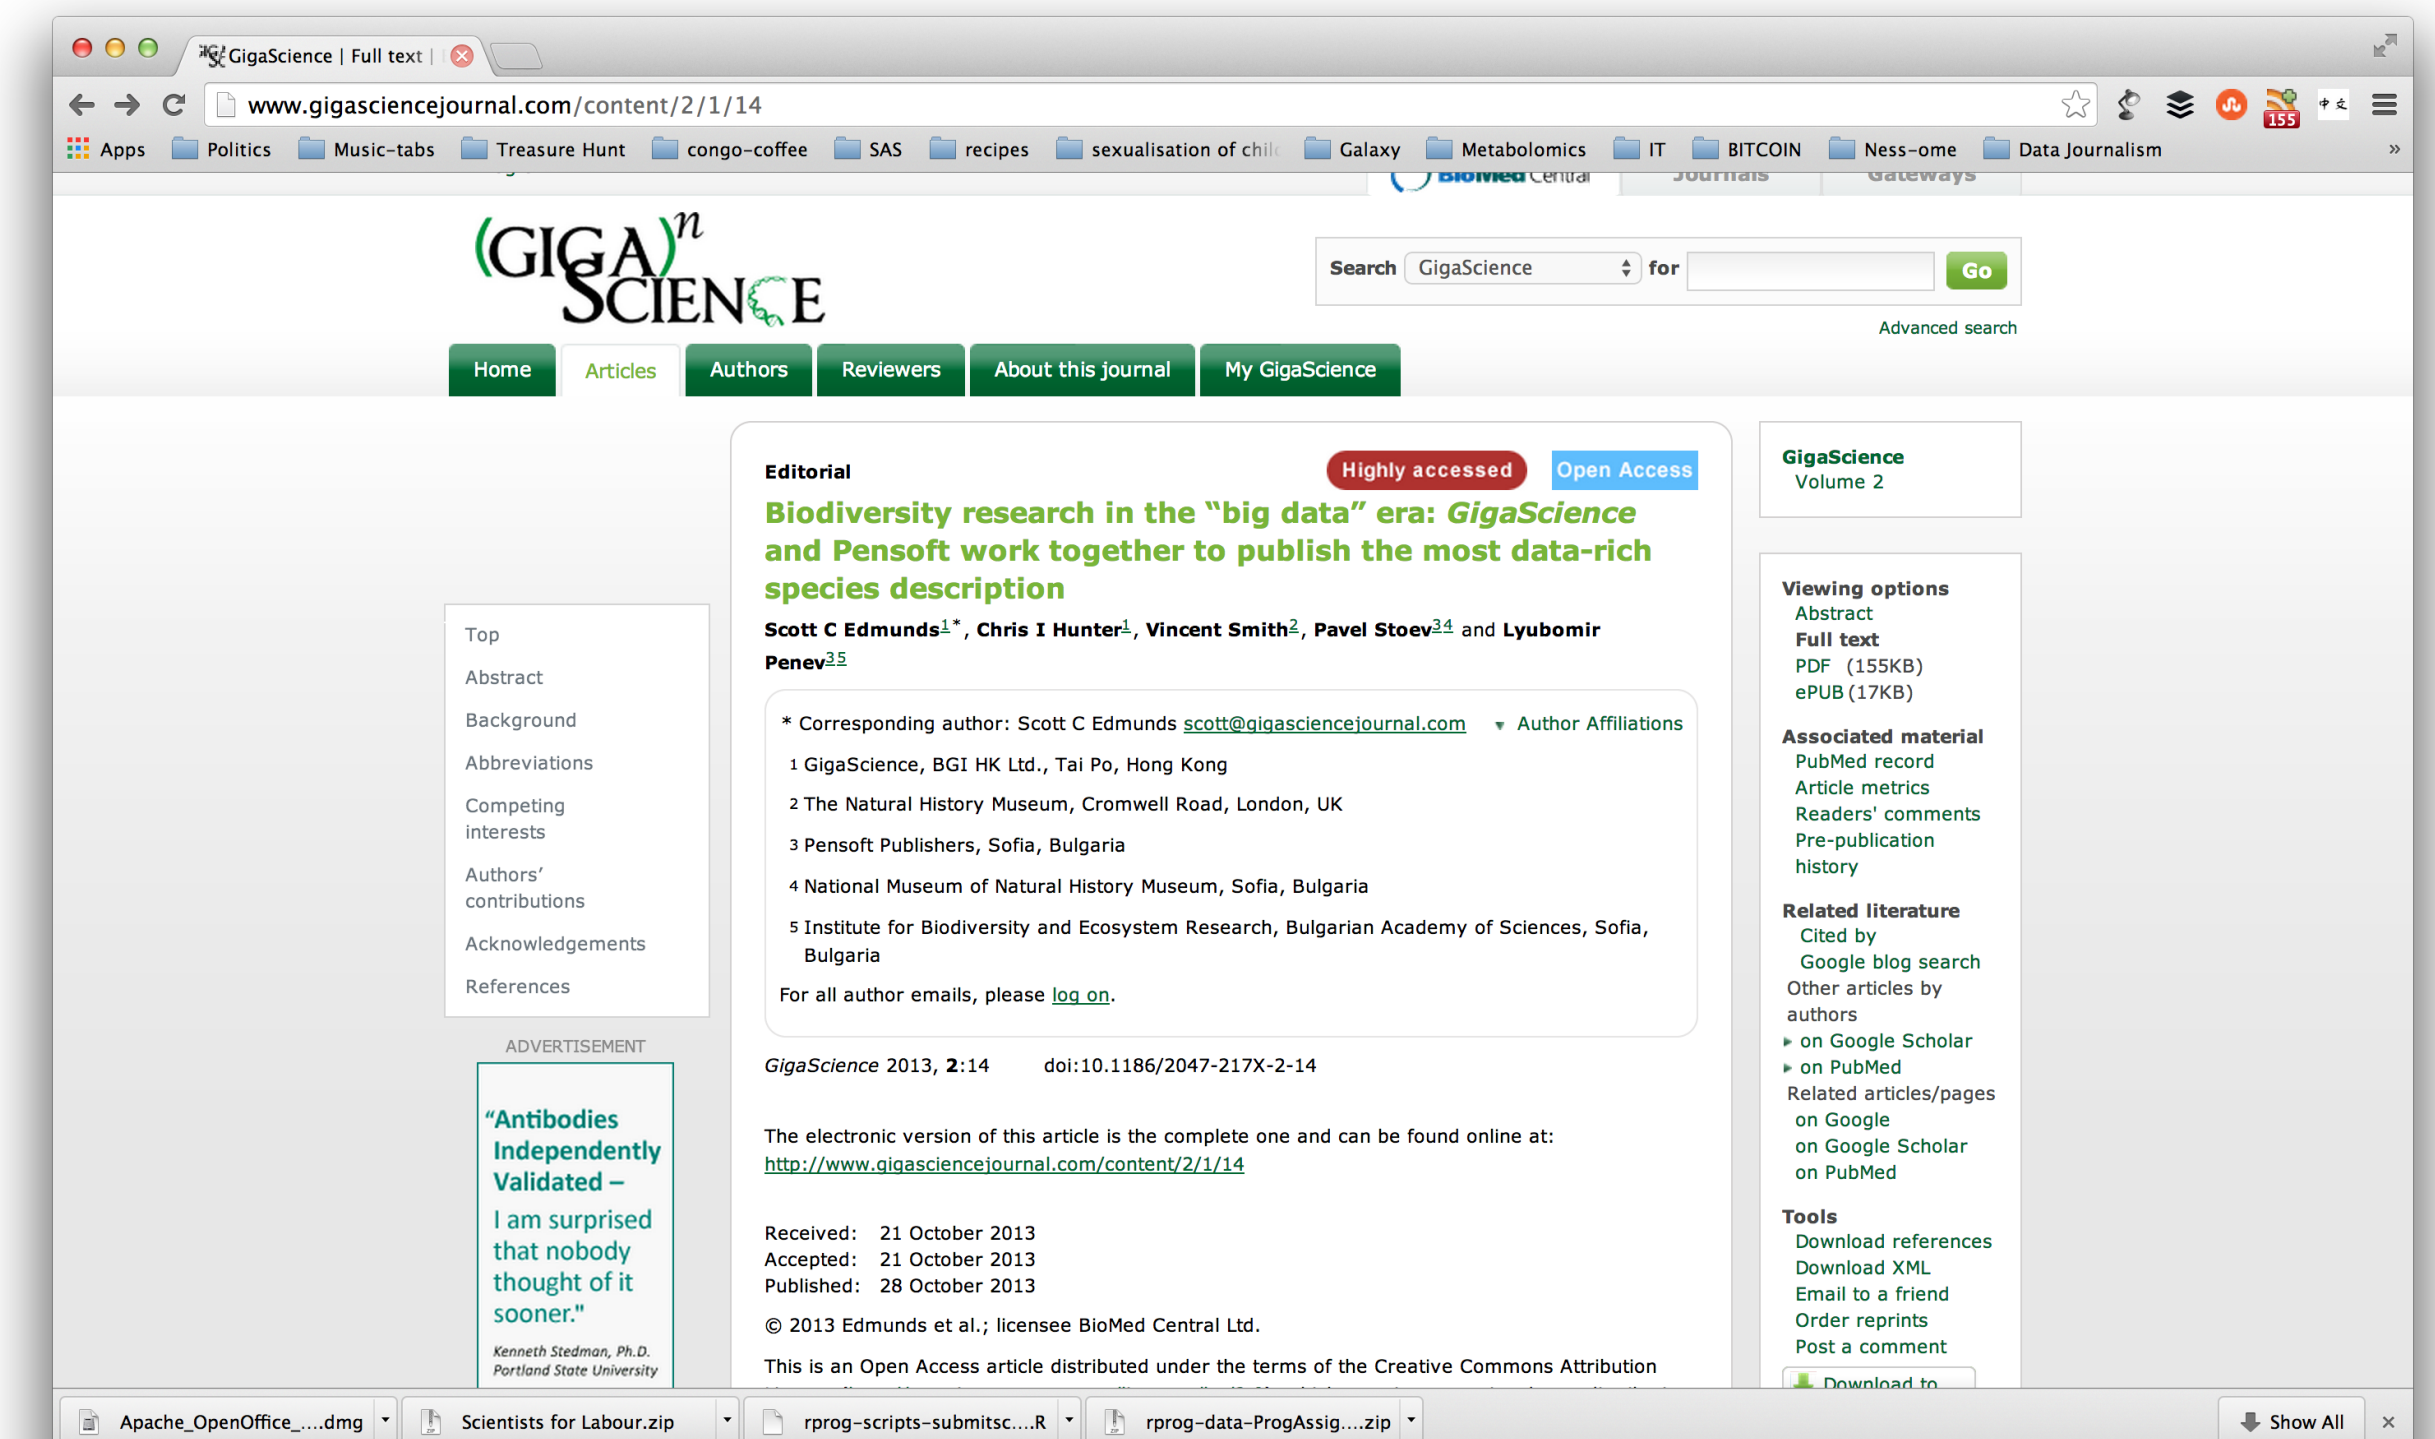 GigaScience | Full text |
www.gigasciencejournal.com/content/2/1/14
155
中 文
Apps Politics Music-tabs Treasure Hunt congo-coffee SAS recipes sexualisation of chil Galaxy Metabolomics IT BITCOIN Ness-ome Data Journalism »
BioMed Central Journals Gateways
(GIGA)n
SCIENCE
Search GigaScience for Go
Advanced search
Home Articles Authors Reviewers About this journal My GigaScience
Top
Abstract
Background
Abbreviations
Competing
interests
Authors’
contributions
Acknowledgements
References
ADVERTISEMENT
“Antibodies
Independently
Validated –
I am surprised
that nobody
thought of it
sooner."
Kenneth Stedman, Ph.D.
Portland State University
Editorial Highly accessed Open Access
Biodiversity research in the “big data” era: GigaScience
and Pensoft work together to publish the most data-rich
species description
Scott C Edmunds1*, Chris I Hunter1, Vincent Smith2, Pavel Stoev34 and Lyubomir
Penev35
* Corresponding author: Scott C Edmunds scott@gigasciencejournal.com Author Affiliations
1 GigaScience, BGI HK Ltd., Tai Po, Hong Kong
2 The Natural History Museum, Cromwell Road, London, UK
3 Pensoft Publishers, Sofia, Bulgaria
4 National Museum of Natural History Museum, Sofia, Bulgaria
5 Institute for Biodiversity and Ecosystem Research, Bulgarian Academy of Sciences, Sofia,
Bulgaria
For all author emails, please log on.
GigaScience 2013, 2:14 doi:10.1186/2047-217X-2-14
The electronic version of this article is the complete one and can be found online at:
http://www.gigasciencejournal.com/content/2/1/14
Received: 21 October 2013
Accepted: 21 October 2013
Published: 28 October 2013
© 2013 Edmunds et al.; licensee BioMed Central Ltd.
This is an Open Access article distributed under the terms of the Creative Commons Attribution
GigaScience
Volume 2
Viewing options
Abstract
Full text
PDF (155KB)
ePUB (17KB)
Associated material
PubMed record
Article metrics
Readers' comments
Pre-publication
history
Related literature
Cited by
Google blog search
Other articles by
authors
on Google Scholar
on PubMed
Related articles/pages
on Google
on Google Scholar
on PubMed
Tools
Download references
Download XML
Email to a friend
Order reprints
Post a comment
Download to
Apache_OpenOffice_....dmg Scientists for Labour.zip rprog-scripts-submitsc....R rprog-data-ProgAssig....zip Show All